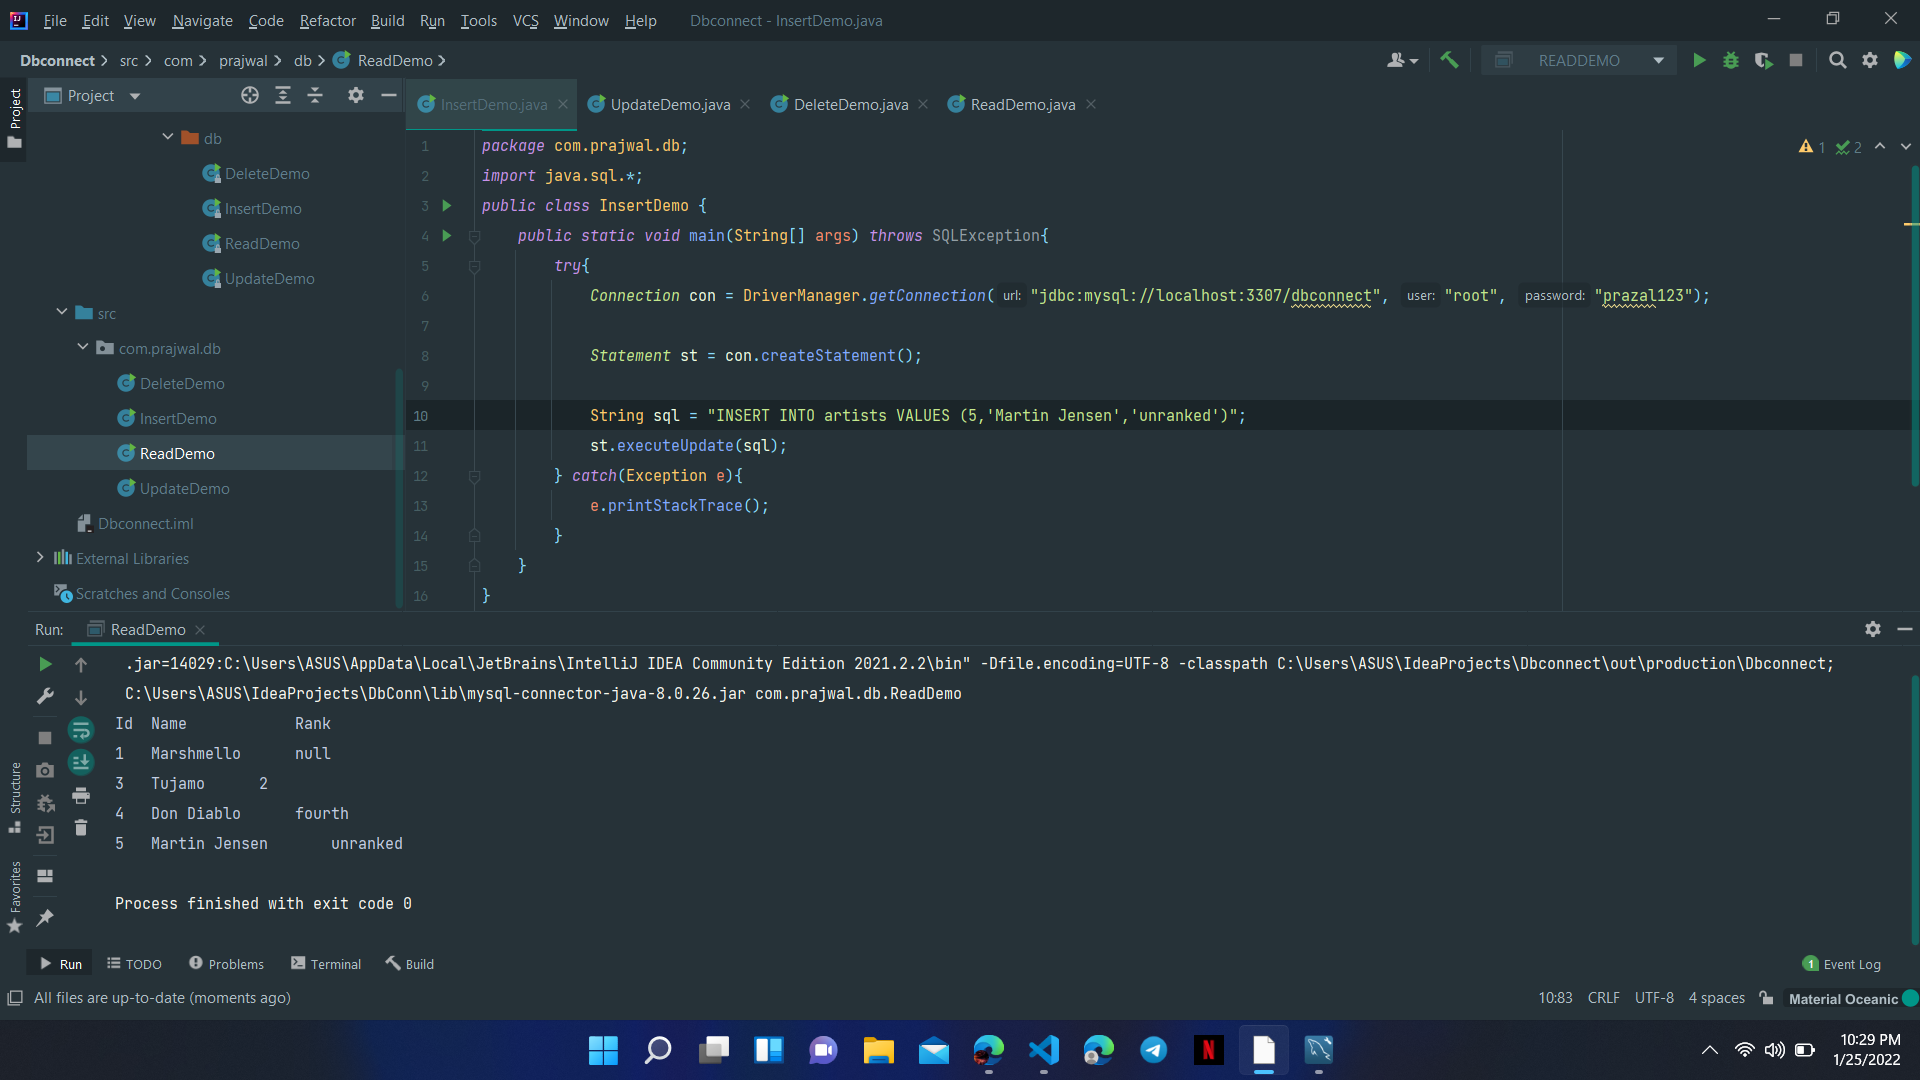 File Edit View Navigate Code Refactor Build Run Tools VCS Window Help Dbconnect - InsertDemo.java
Dbconnect src com prajwal db ReadDemo READDEMO
Project InsertDemo.java UpdateDemo.java DeleteDemo.java ReadDemo.java
Project
db
DeleteDemo
InsertDemo
ReadDemo
UpdateDemo
src
com.prajwal.db
DeleteDemo
InsertDemo
ReadDemo
UpdateDemo
Dbconnect.iml
External Libraries
Scratches and Consoles
1 package com.prajwal.db;
2 import java.sql.*;
3 public class InsertDemo {
4 public static void main(String[] args) throws SQLException{
5 try{
6 Connection con = DriverManager.getConnection( url: "jdbc:mysql://localhost:3307/dbconnect", user: "root", password: "prazal123");
7
8 Statement st = con.createStatement();
9
10 String sql = "INSERT INTO artists VALUES (5,'Martin Jensen','unranked')";
11 st.executeUpdate(sql);
12 } catch(Exception e){
13 e.printStackTrace();
14 }
15 }
16 }
1 2
Run: ReadDemo
.jar=14029:C:\Users\ASUS\AppData\Local\JetBrains\IntelliJ IDEA Community Edition 2021.2.2\bin" -Dfile.encoding=UTF-8 -classpath C:\Users\ASUS\IdeaProjects\Dbconnect\out\production\Dbconnect;
C:\Users\ASUS\IdeaProjects\DbConn\lib\mysql-connector-java-8.0.26.jar com.prajwal.db.ReadDemo
Id Name Rank
1 Marshmello null
3 Tujamo 2
4 Don Diablo fourth
5 Martin Jensen unranked
Process finished with exit code 0
Structure
Favorites
Run TODO Problems Terminal Build 1 Event Log
All files are up-to-date (moments ago) 10:83 CRLF UTF-8 4 spaces Material Oceanic
10:29 PM
1/25/2022